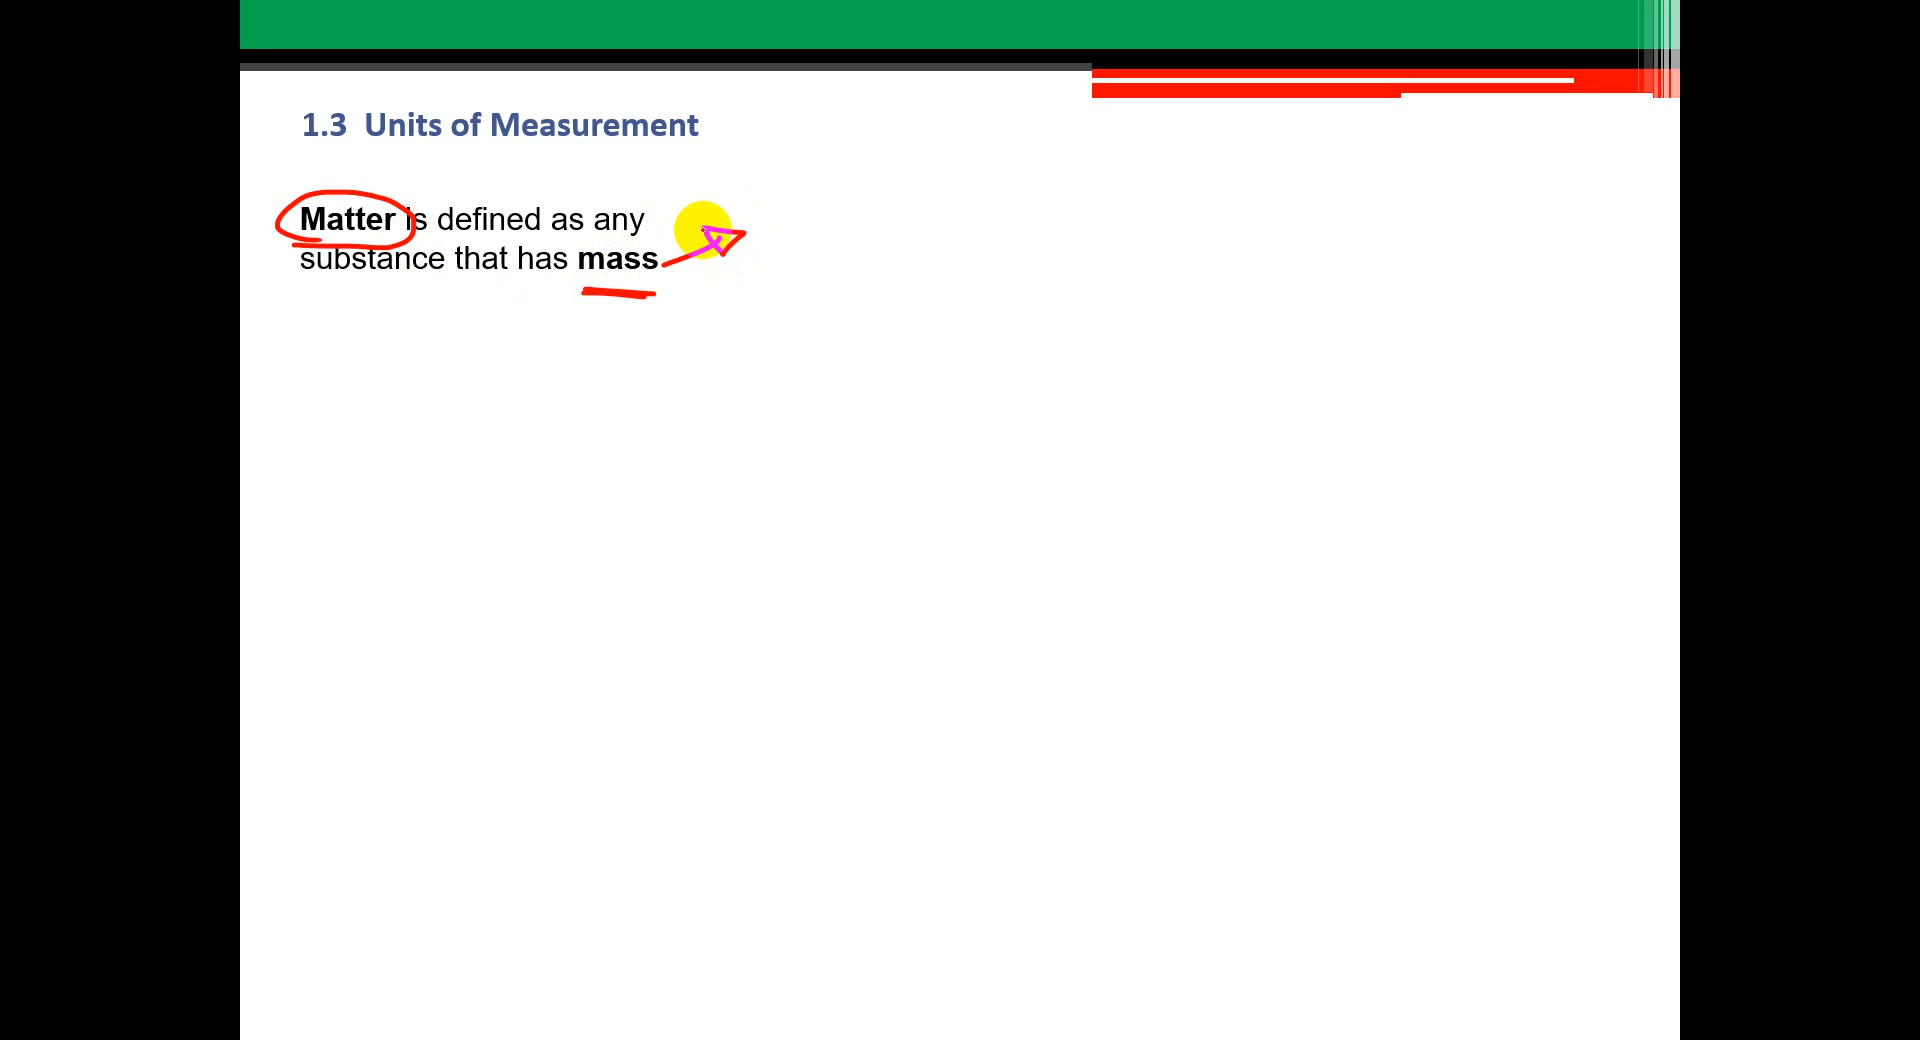 1.3 Units of Measurement
Matter is defined as any
substance that has mass